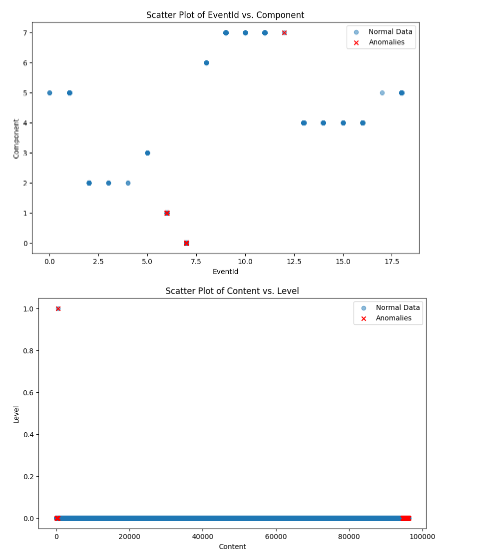 Scatter Plot of EventId vs. Component
Normal Data
Anomalies
7
6
5
4
3
2
1
0
Component
0.0 2.5 5.0 7.5 10.0 12.5 15.0 17.5
EventId
Scatter Plot of Content vs. Level
Normal Data
Anomalies
1.0
0.8
0.6
0.4
0.2
0.0
Level
0 20000 40000 60000 80000 100000
Content